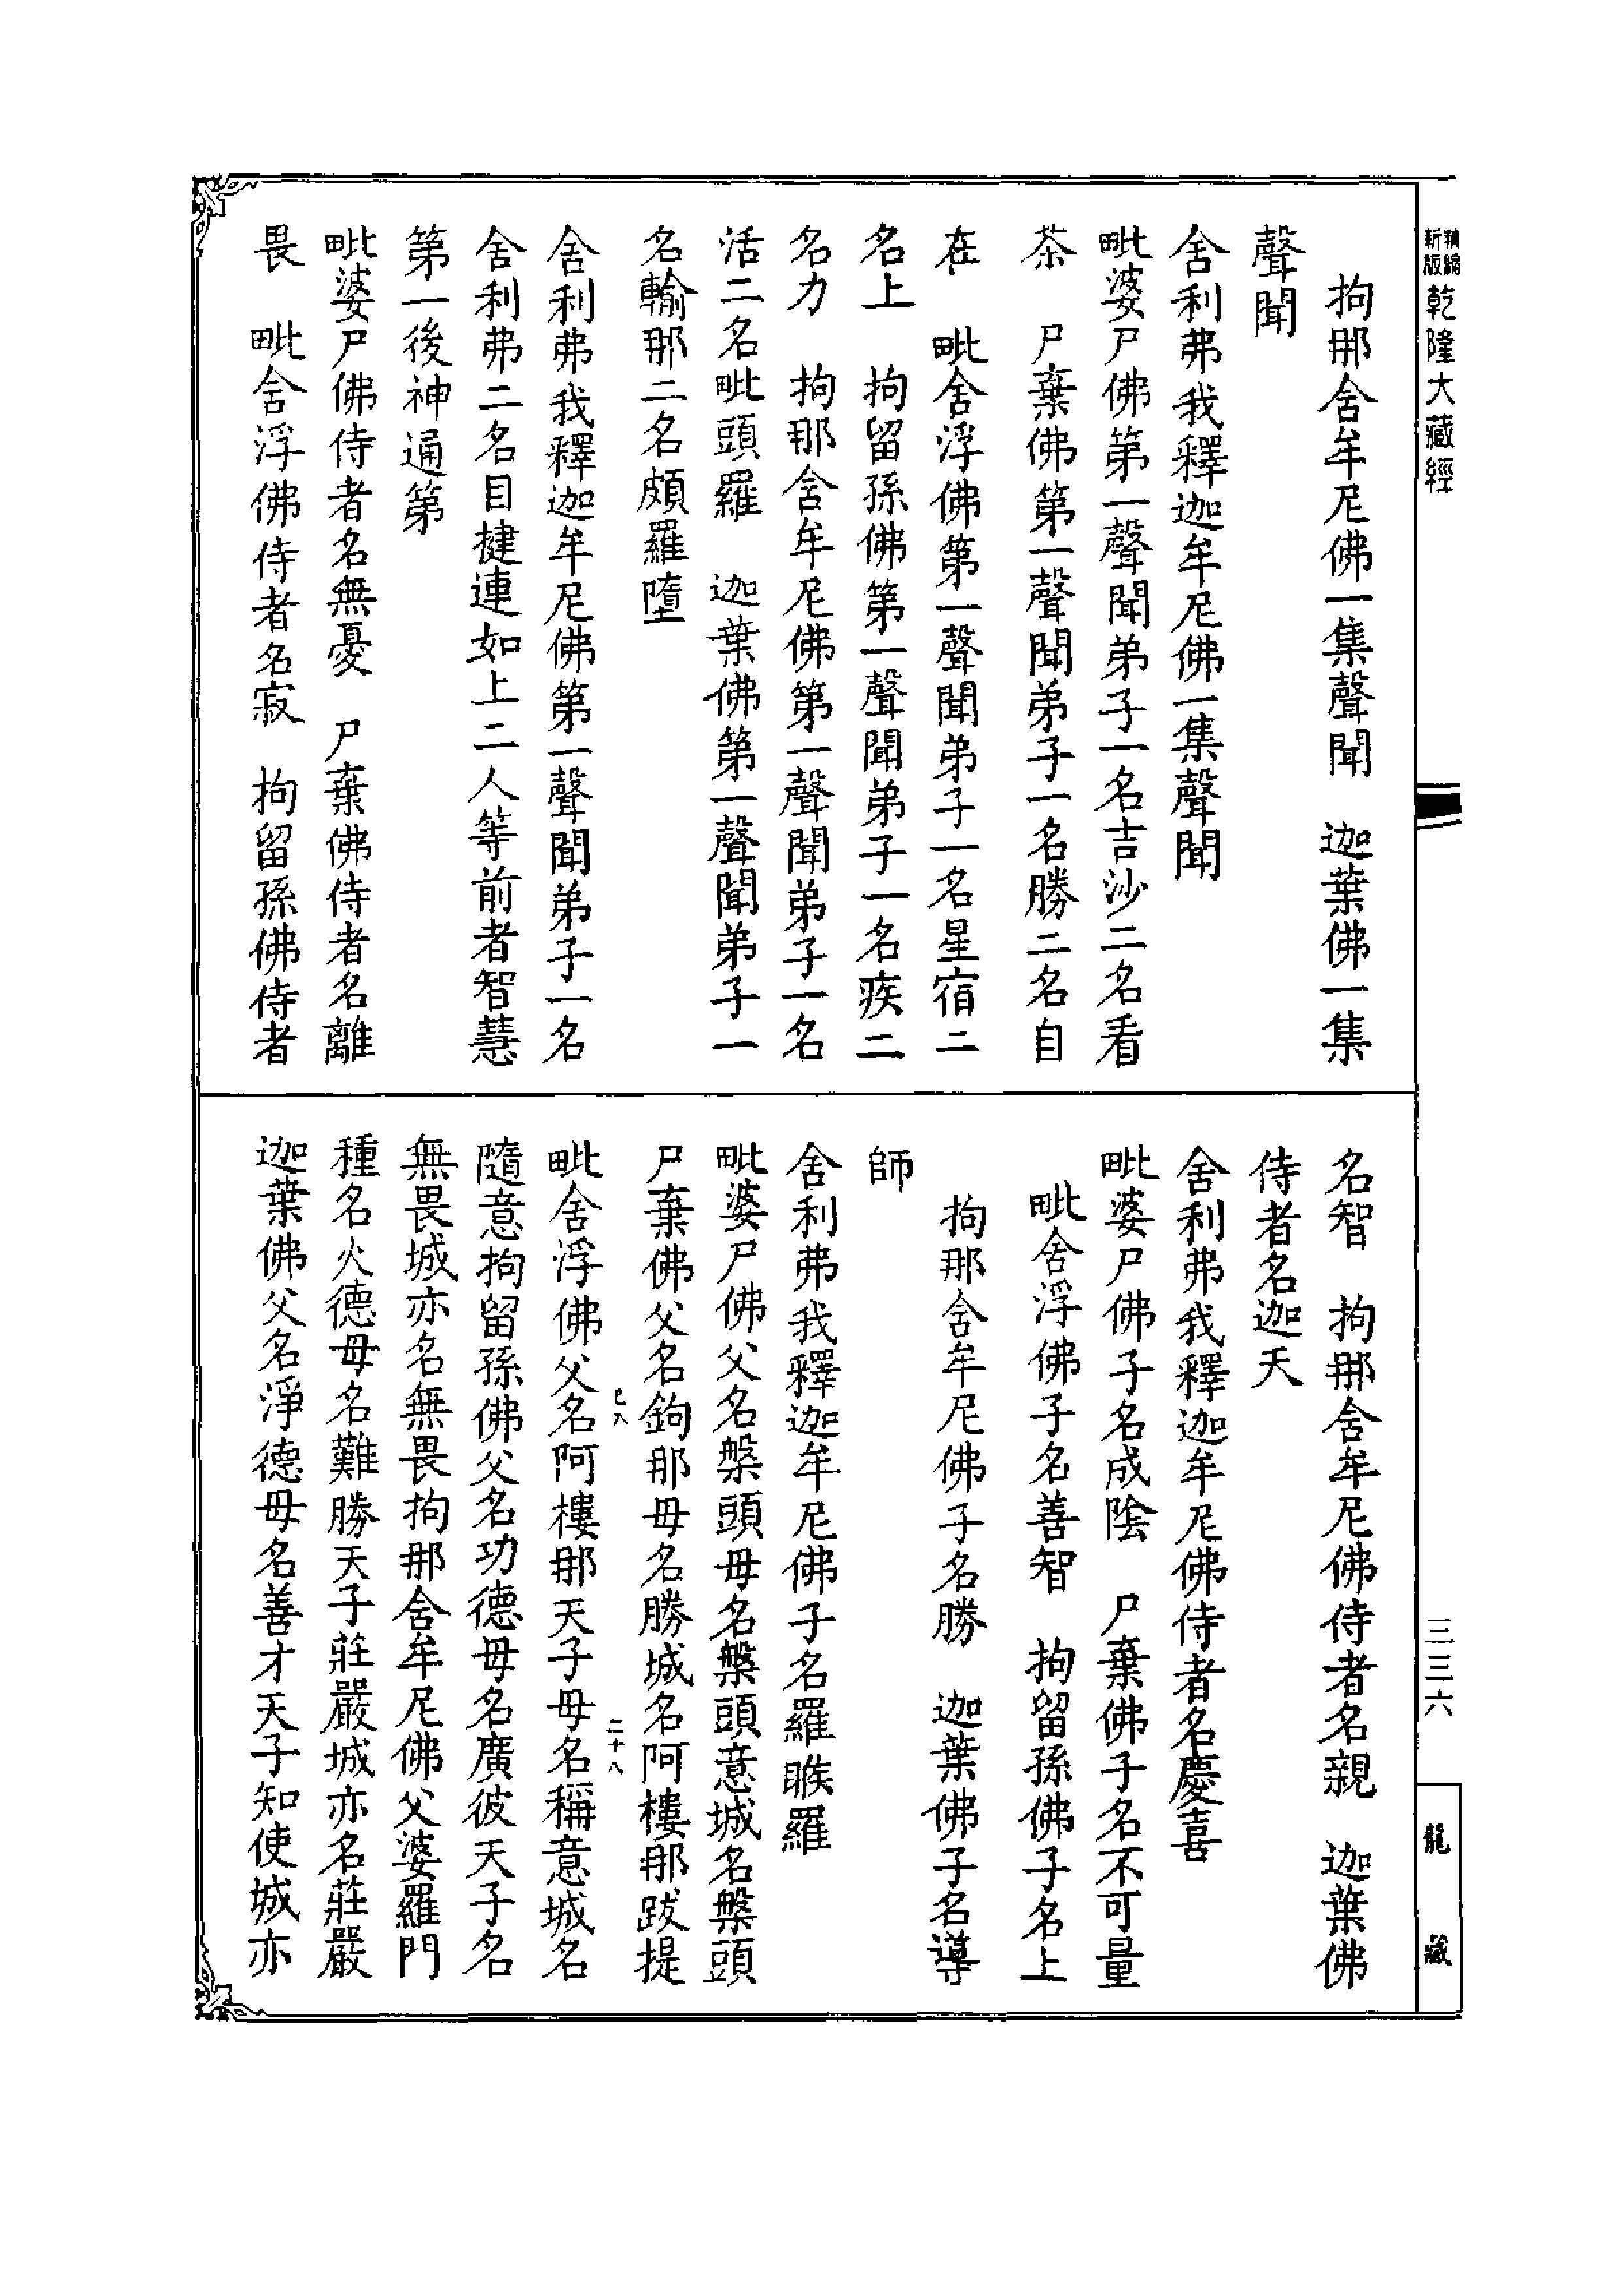 精縮新版乾隆大藏經
三三六
龍藏
拘那含牟尼佛一集聲聞　迦葉佛一集
聲聞
舍利弗我釋迦牟尼佛一集聲聞
毗婆尸佛第一聲聞弟子一名吉沙二名看
茶　尸棄佛第一聲聞弟子一名勝二名自
在　毗舍浮佛第一聲聞弟子一名星宿二
名上　拘留孫佛第一聲聞弟子一名疾二
名力　拘那含牟尼佛第一聲聞弟子一名
活二名毗頭羅　迦葉佛第一聲聞弟子一
名輸那二名頗羅墮
舍利弗我釋迦牟尼佛第一聲聞弟子一名
舍利弗二名目揵連如上二人等前者智慧
第一後神通第
毗婆尸佛侍者名無憂　尸棄佛侍者名離
畏　毗舍浮佛侍者名寂　拘留孫佛侍者
名智　拘那含牟尼佛侍者名親　迦葉佛
侍者名迦天
舍利弗我釋迦牟尼佛侍者名慶喜
毗婆尸佛子名成陰　尸棄佛子名不可量
毗舍浮佛子名善智　拘留孫佛子名上
拘那含牟尼佛子名勝　迦葉佛子名導
師
舍利弗我釋迦牟尼佛子名羅睺羅
毗婆尸佛父名槃頭母名槃頭意城名槃頭
尸棄佛父名鉤那母名勝城名阿樓那跋提
巳八　二十八
毗舍浮佛父名阿樓那天子母名稱意城名
隨意拘留孫佛父名功德母名廣彼天子名
無畏城亦名無畏拘那含牟尼佛父婆羅門
種名火德母名難勝天子莊嚴城亦名莊嚴
迦葉佛父名淨德母名善才天子知使城亦